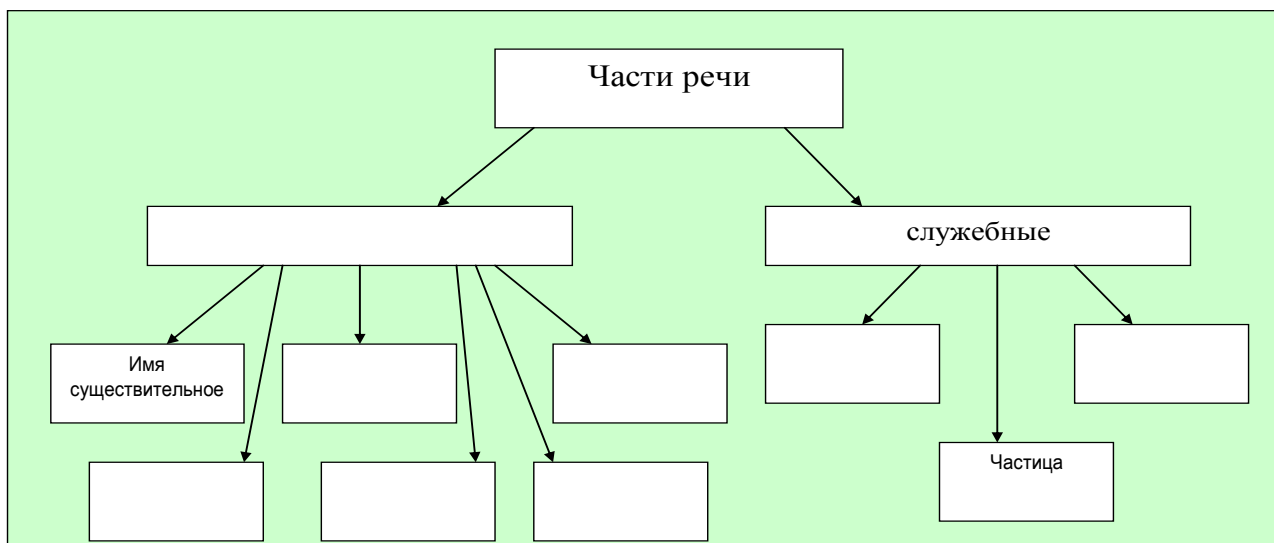 Части речи
служебные
Имя
существительное
Частица